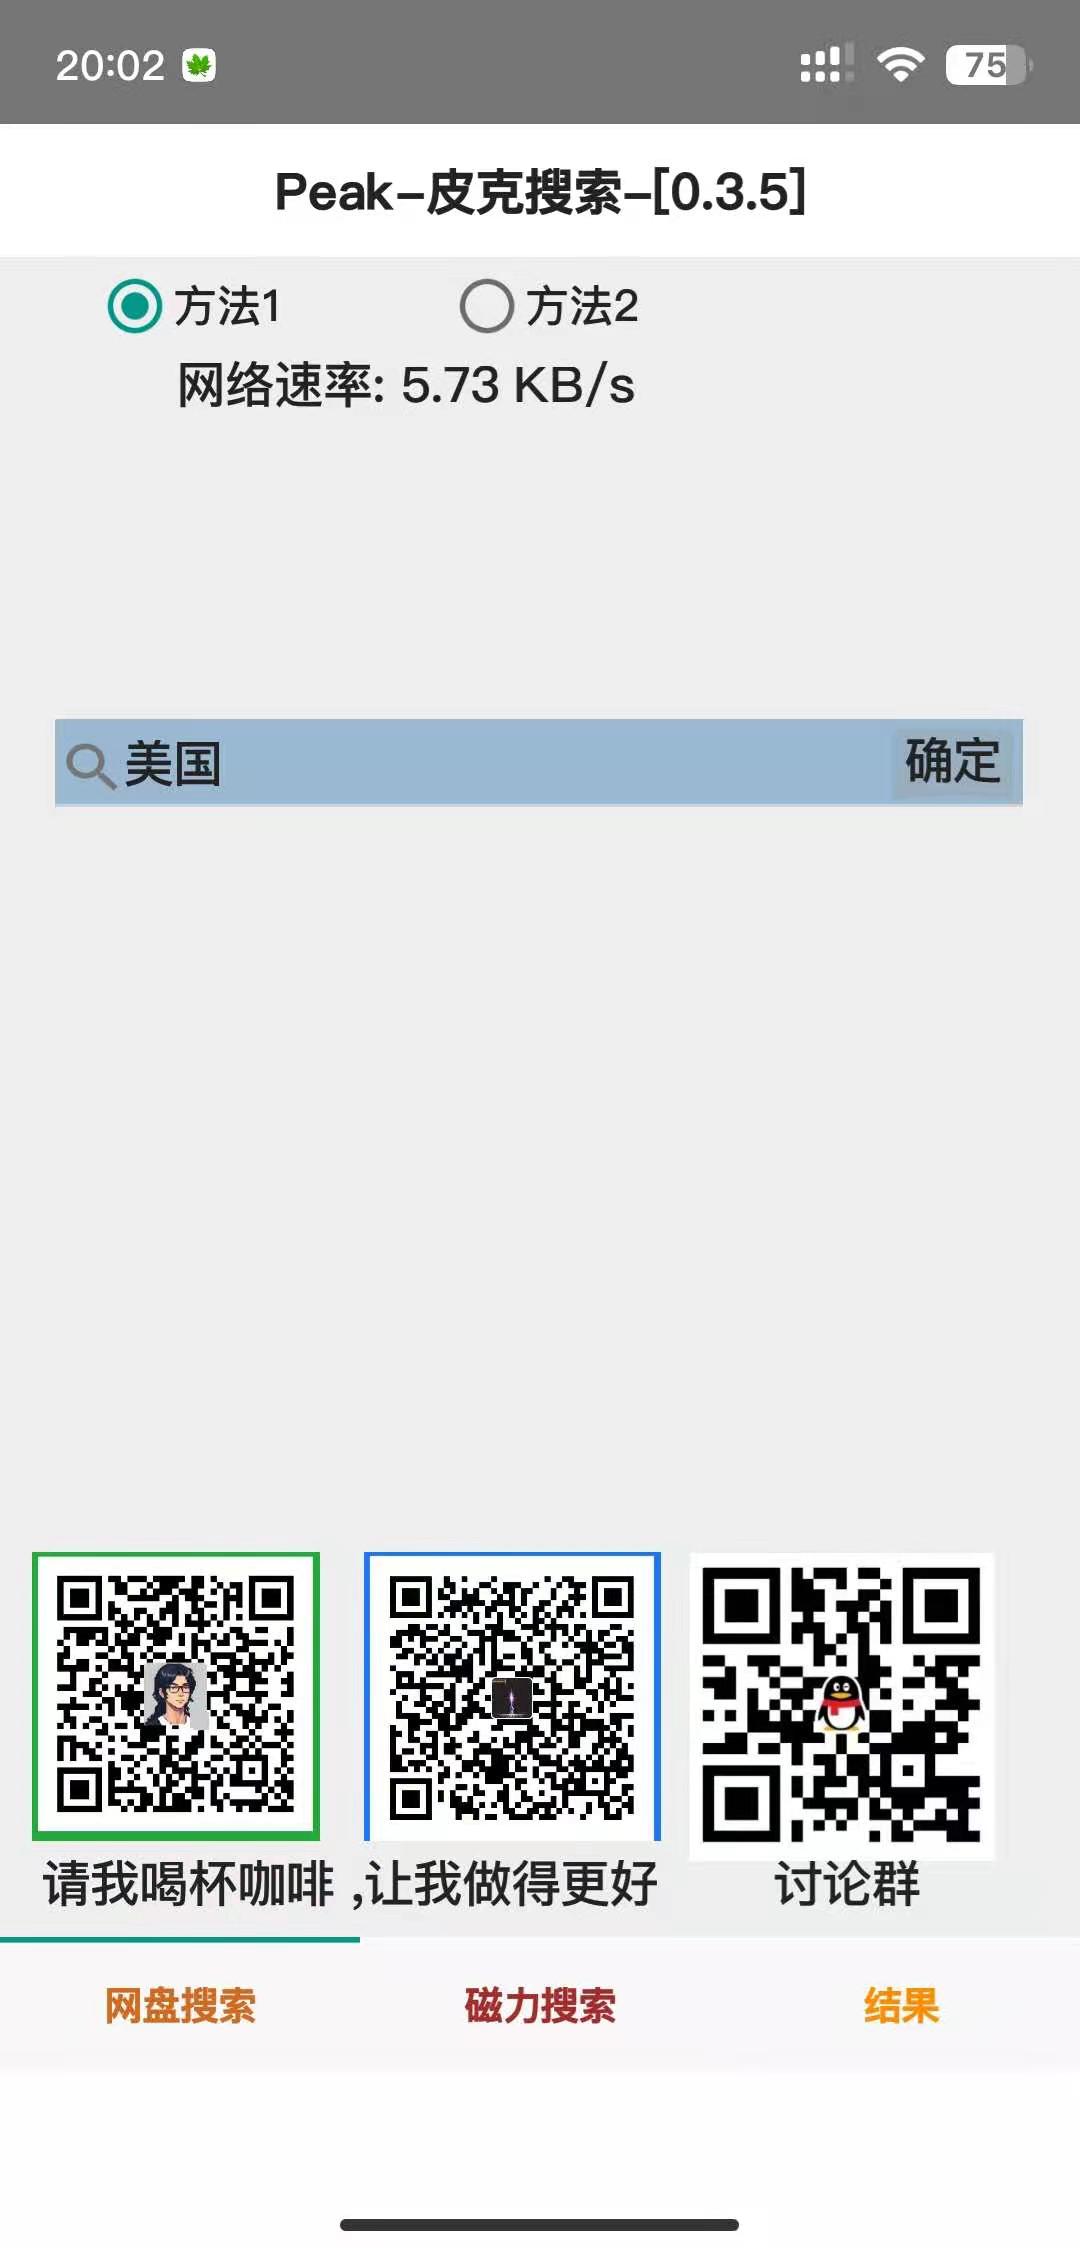 20:02
75
Peak-皮克搜索-[0.3.5]
方法1 方法2
网络速率: 5.73 KB/s
美国 确定
请我喝杯咖啡 ,让我做得更好 讨论群
网盘搜索 磁力搜索 结果